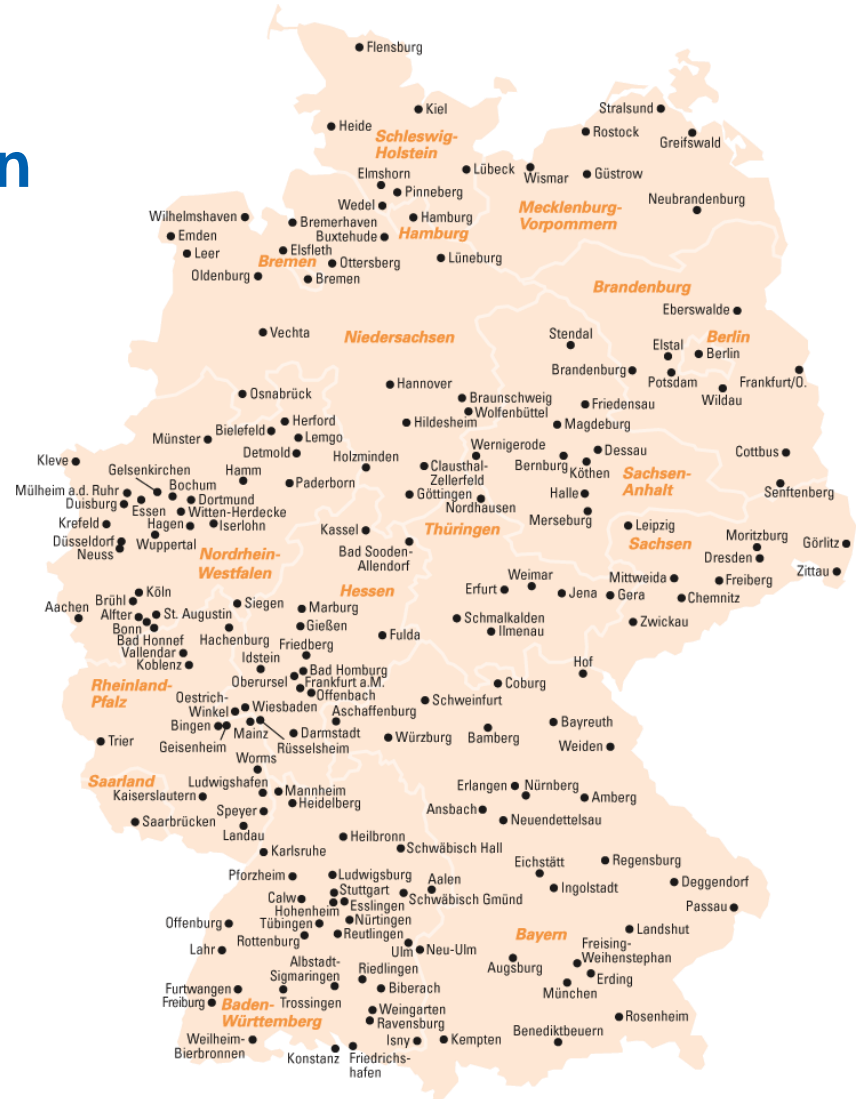 Flensburg
n
Kiel
Stralsund
Heide
Rostock
Greifswald
Schleswig-
Holstein
Lübeck
Wismar
Güstrow
Elmshorn
Pinneberg
Neubrandenburg
Wedel
Mecklenburg-
Vorpommern
Wilhelmshaven
Bremerhaven
Hamburg
Emden
Buxtehude
Hamburg
Leer
Elsfleth
Bremen
Ottersberg
Lüneburg
Oldenburg
Bremen
Brandenburg
Eberswalde
Vechta
Niedersachsen
Stendal
Berlin
Elstal
Berlin
Brandenburg
Potsdam
Frankfurt/O.
Wildau
Hannover
Osnabrück
Braunschweig
Wolfenbüttel
Friedensau
Herford
Hildesheim
Magdeburg
Bielefeld
Lemgo
Münster
Detmold
Wernigerode
Dessau
Cottbus
Holzminden
Kleve
Clausthal-
Zellerfeld
Bernburg
Köthen
Sachsen-
Anhalt
Gelsenkirchen
Hamm
Bochum
Paderborn
Senftenberg
Mülheim a.d. Ruhr
Göttingen
Halle
Duisburg
Dortmund
Nordhausen
Essen
Witten-Herdecke
Merseburg
Krefeld
Hagen
Iserlohn
Kassel
Thüringen
Leipzig
Moritzburg
Düsseldorf
Wuppertal
Sachsen
Görlitz
Neuss
Nordrhein-
Westfalen
Bad Sooden-
Allendorf
Dresden
Zittau
Weimar
Mittweida
Freiberg
Köln
Hessen
Erfurt
Jena
Gera
Chemnitz
Brühl
Siegen
Marburg
Aachen
Alfter
St. Augustin
Schmalkalden
Zwickau
Bonn
Gießen
Ilmenau
Bad Honnef
Hachenburg
Fulda
Vallendar
Friedberg
Koblenz
Idstein
Hof
Bad Homburg
Oberursel
Frankfurt a.M.
Coburg
Rheinland-
Pfalz
Offenbach
Oestrich-
Winkel
Wiesbaden
Aschaffenburg
Schweinfurt
Bingen
Mainz
Darmstadt
Bayreuth
Trier
Geisenheim
Rüsselsheim
Würzburg
Bamberg
Weiden
Worms
Saarland
Ludwigshafen
Mannheim
Erlangen
Nürnberg
Kaiserslautern
Heidelberg
Amberg
Speyer
Ansbach
Saarbrücken
Neuendettelsau
Landau
Heilbronn
Karlsruhe
Schwäbisch Hall
Eichstätt
Regensburg
Pforzheim
Ludwigsburg
Aalen
Deggendorf
Stuttgart
Ingolstadt
Calw
Esslingen
Schwäbisch Gmünd
Passau
Hohenheim
Offenburg
Tübingen
Nürtingen
Landshut
Rottenburg
Reutlingen
Bayern
Lahr
Ulm
Neu-Ulm
Freising-
Weihenstephan
Albstadt-
Sigmaringen
Riedlingen
Augsburg
Erding
Furtwangen
Biberach
München
Freiburg
Trossingen
Baden-
Württemberg
Weingarten
Ravensburg
Rosenheim
Weilheim-
Bierbronnen
Isny
Kempten
Benediktbeuern
Konstanz
Friedrichs-
hafen